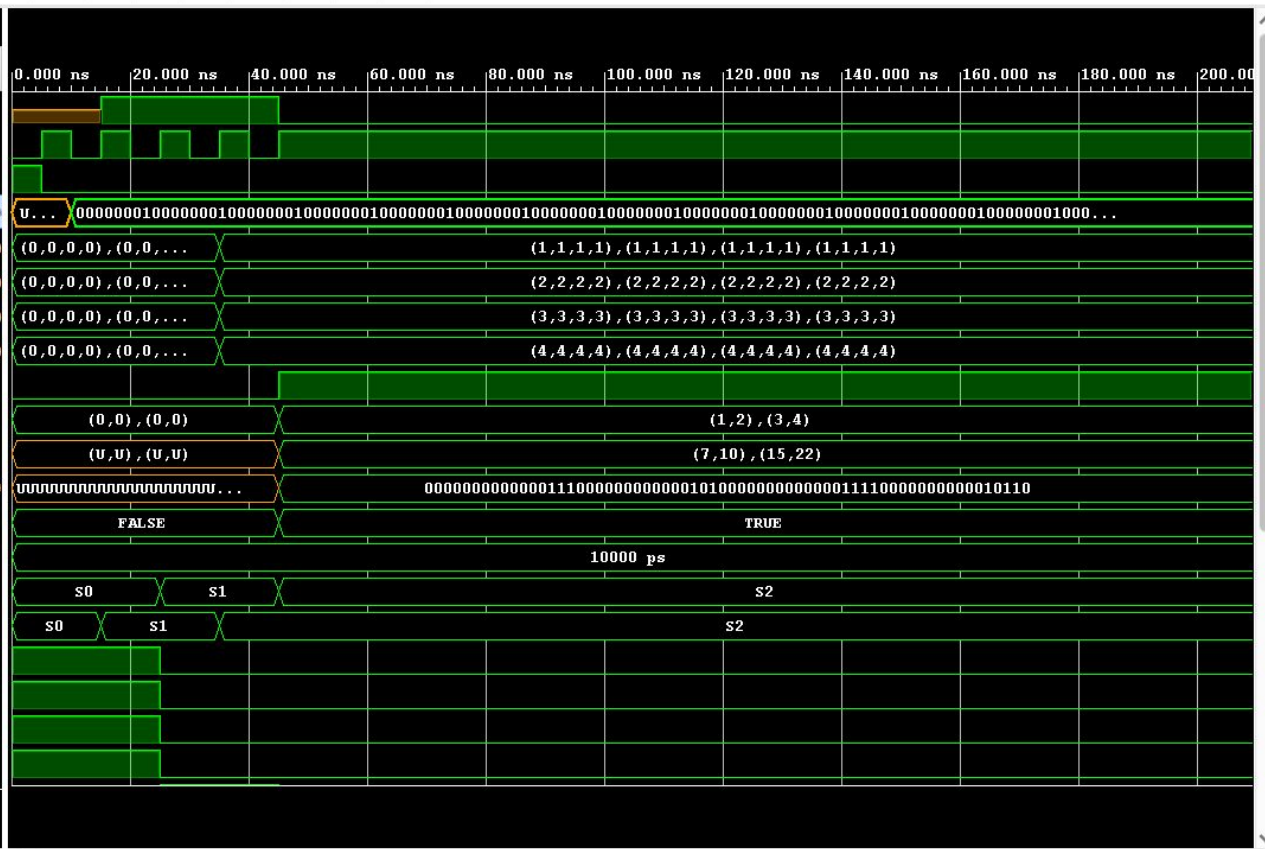 0.000 ns 20.000 ns 40.000 ns 60.000 ns 80.000 ns 100.000 ns 120.000 ns 140.000 ns 160.000 ns 180.000 ns 200.00
U... 00000001000000010000000100000001000000010000000100000001000000010000000100000001000000010000000100000001000...
(0,0,0,0),(0,0,... (1,1,1,1),(1,1,1,1),(1,1,1,1),(1,1,1,1)
(0,0,0,0),(0,0,... (2,2,2,2),(2,2,2,2),(2,2,2,2),(2,2,2,2)
(0,0,0,0),(0,0,... (3,3,3,3),(3,3,3,3),(3,3,3,3),(3,3,3,3)
(0,0,0,0),(0,0,... (4,4,4,4),(4,4,4,4),(4,4,4,4),(4,4,4,4)
(0,0),(0,0) (1,2),(3,4)
(U,U),(U,U) (7,10),(15,22)
UUUUUUUUUUUUUUUUUUUUU... 0000000000000111000000000000101000000000000011110000000000010110
FALSE TRUE
10000 ps
S0 S1 S2
S0 S1 S2